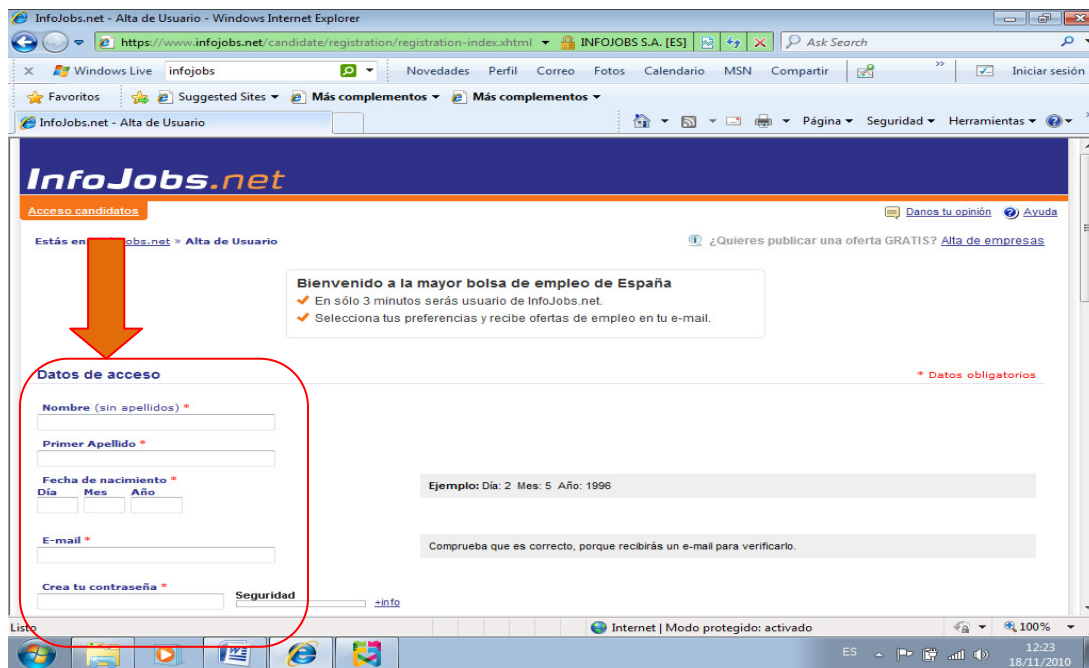 InfoJobs.net - Alta de Usuario - Windows Internet Explorer
https://www.infojobs.net/candidate/registration/registration-index.xhtml INFOJOBS S.A. [ES] Ask Search
Windows Live infojobs Novedades Perfil Correo Fotos Calendario MSN Compartir » Iniciar sesión
Favoritos Suggested Sites Más complementos Más complementos
InfoJobs.net - Alta de Usuario Página Seguridad Herramientas
InfoJobs.net
Acceso candidatos Danos tu opinión Ayuda
Estás en obs.net » Alta de Usuario ¿Quieres publicar una oferta GRATIS? Alta de empresas
Bienvenido a la mayor bolsa de empleo de España
En sólo 3 minutos serás usuario de InfoJobs.net.
Selecciona tus preferencias y recibe ofertas de empleo en tu e-mail.
Datos de acceso * Datos obligatorios
Nombre (sin apellidos) *
Primer Apellido *
Fecha de nacimiento *
Día Mes Año
Ejemplo: Día: 2 Mes: 5 Año: 1996
E-mail *
Comprueba que es correcto, porque recibirás un e-mail para verificarlo.
Crea tu contraseña *
Seguridad
+info
Listo Internet | Modo protegido: activado 100%
ES 12:23
18/11/2010